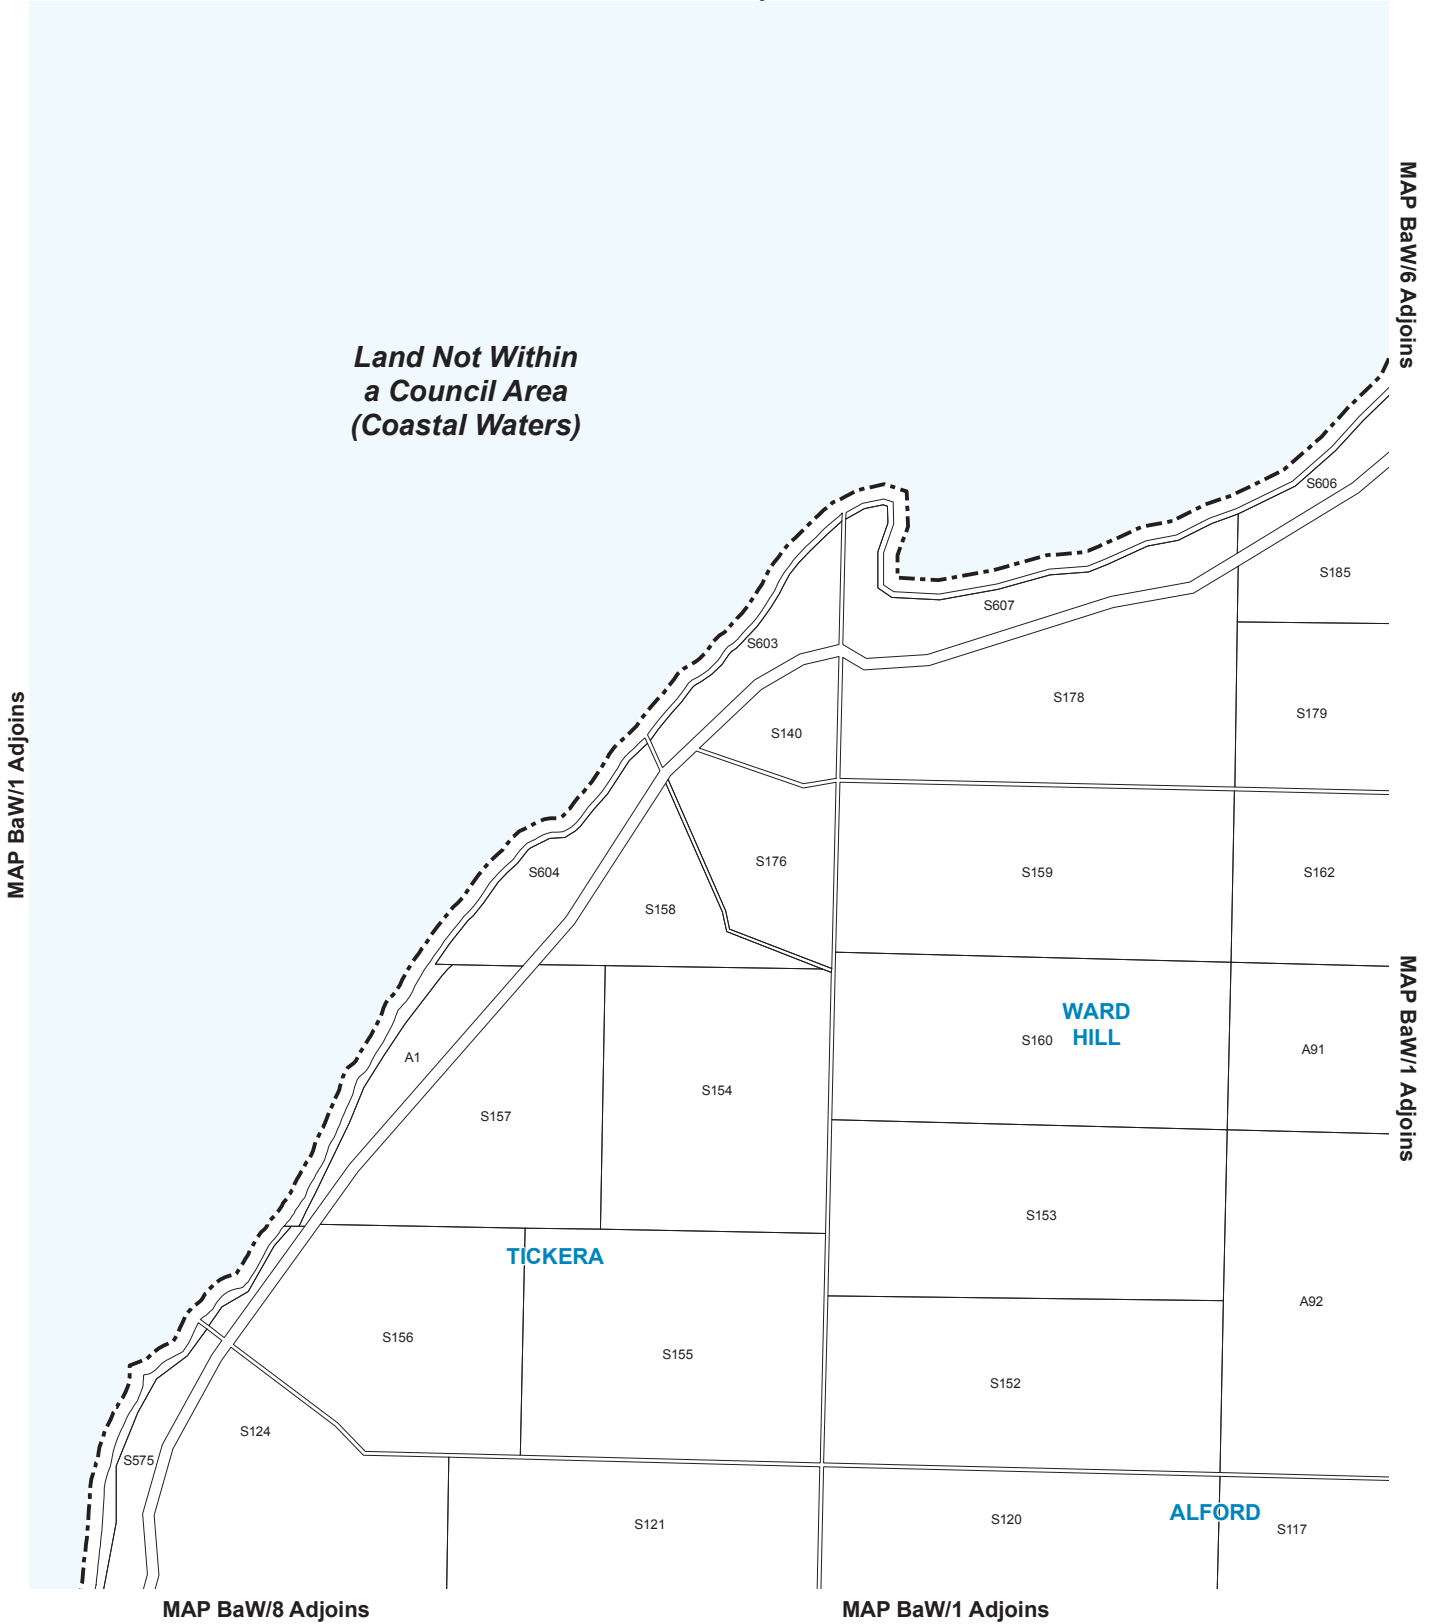 MAP BaW/6 Adjoins
Land Not Within
a Council Area
(Coastal Waters)
S606
S185
S607
S603
S178
S179
S140
MAP BaW/1 Adjoins
S176
S159
S162
S604
S158
WARD
HILL
S160
A91
MAP BaW/1 Adjoins
A1
S154
S157
S153
TICKERA
A92
S156
S155
S152
S124
S575
ALFORD
S121
S120
S117
MAP BaW/8 Adjoins
MAP BaW/1 Adjoins